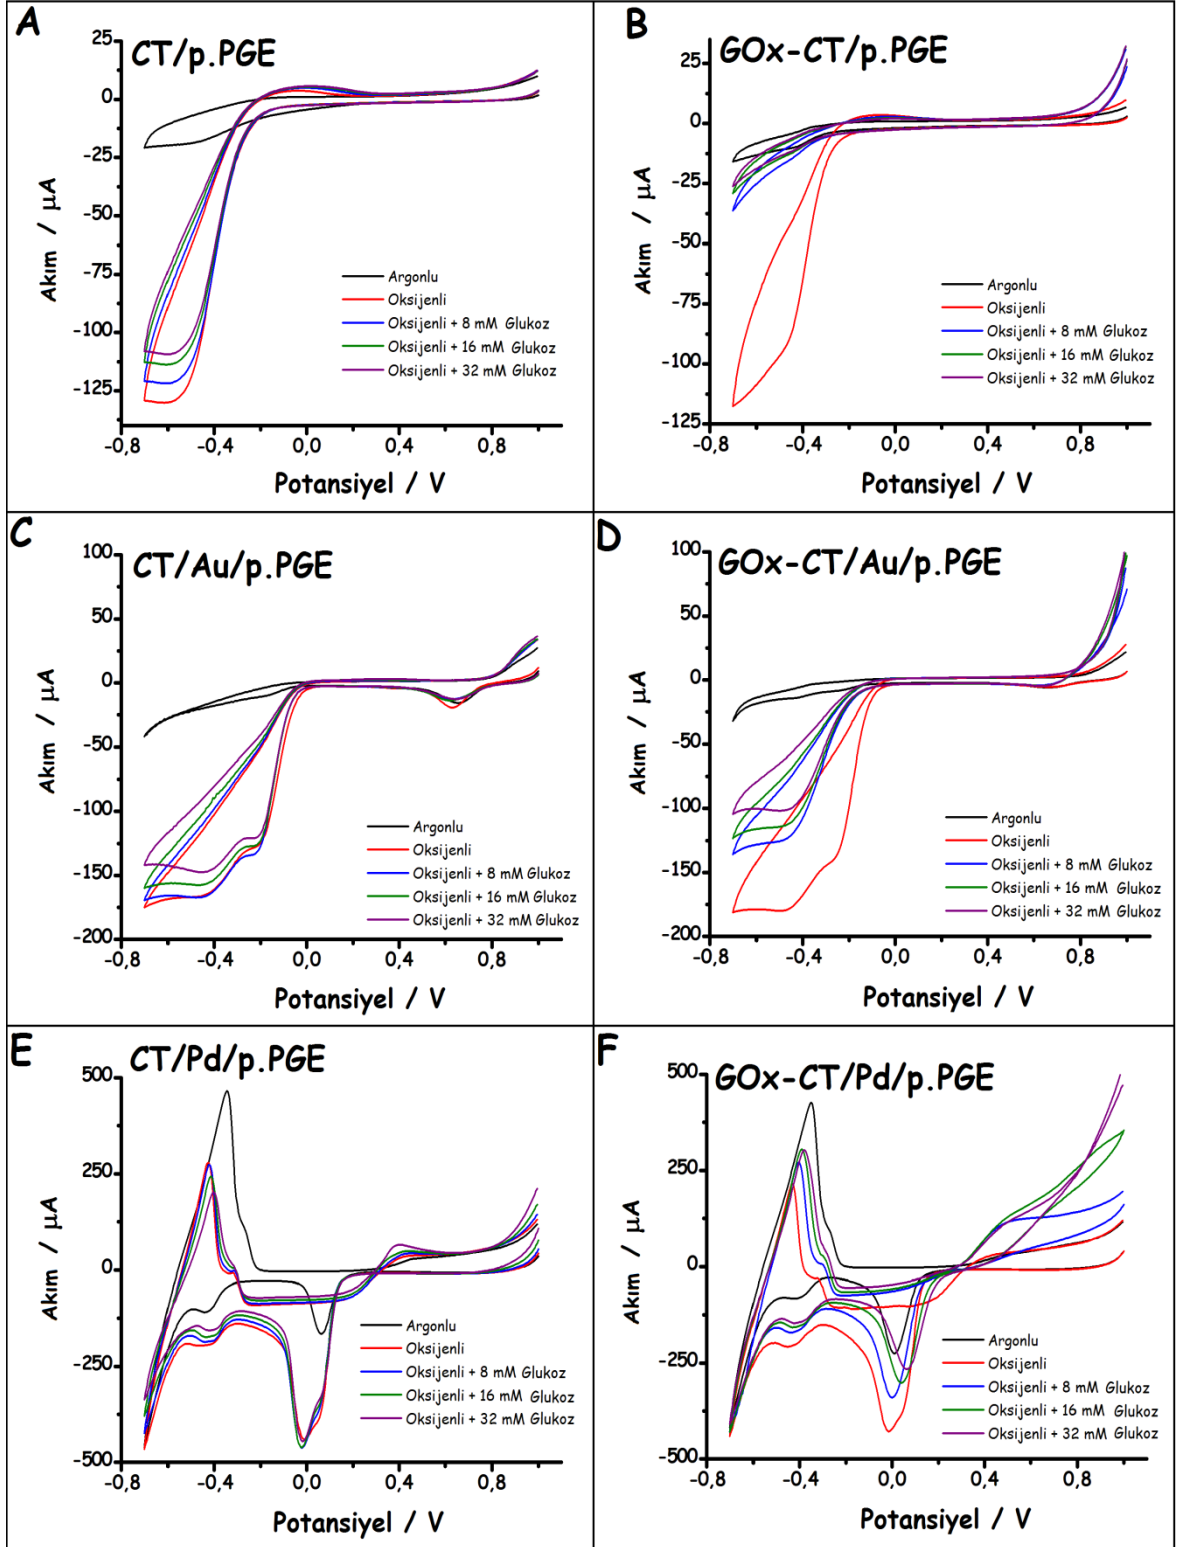 A
CT/p.PGE
25
0
-25
-50
-75
-100
-125
Akım / µA
Argonlu
Oksijenli
Oksijenli + 8 mM Glukoz
Oksijenli + 16 mM Glukoz
Oksijenli + 32 mM Glukoz
-0,8
-0,4
0,0
0,4
0,8
Potansiyel / V
B
GOx-CT/p.PGE
25
0
-25
-50
-75
-100
-125
Akım / µA
Argonlu
Oksijenli
Oksijenli + 8 mM Glukoz
Oksijenli + 16 mM Glukoz
Oksijenli + 32 mM Glukoz
-0,8
-0,4
0,0
0,4
0,8
Potansiyel / V
C
CT/Au/p.PGE
100
50
0
-50
-100
-150
-200
Akım / µA
Argonlu
Oksijenli
Oksijenli + 8 mM Glukoz
Oksijenli + 16 mM Glukoz
Oksijenli + 32 mM Glukoz
-0,8
-0,4
0,0
0,4
0,8
Potansiyel / V
D
GOx-CT/Au/p.PGE
100
50
0
-50
-100
-150
-200
Akım / µA
Argonlu
Oksijenli
Oksijenli + 8 mM Glukoz
Oksijenli + 16 mM Glukoz
Oksijenli + 32 mM Glukoz
-0,8
-0,4
0,0
0,4
0,8
Potansiyel / V
E
CT/Pd/p.PGE
500
250
0
-250
-500
Akım / µA
Argonlu
Oksijenli
Oksijenli + 8 mM Glukoz
Oksijenli + 16 mM Glukoz
Oksijenli + 32 mM Glukoz
-0,8
-0,4
0,0
0,4
0,8
Potansiyel / V
F
GOx-CT/Pd/p.PGE
500
250
0
-250
-500
Akım / µA
Argonlu
Oksijenli
Oksijenli + 8 mM Glukoz
Oksijenli + 16 mM Glukoz
Oksijenli + 32 mM Glukoz
-0,8
-0,4
0,0
0,4
0,8
Potansiyel / V